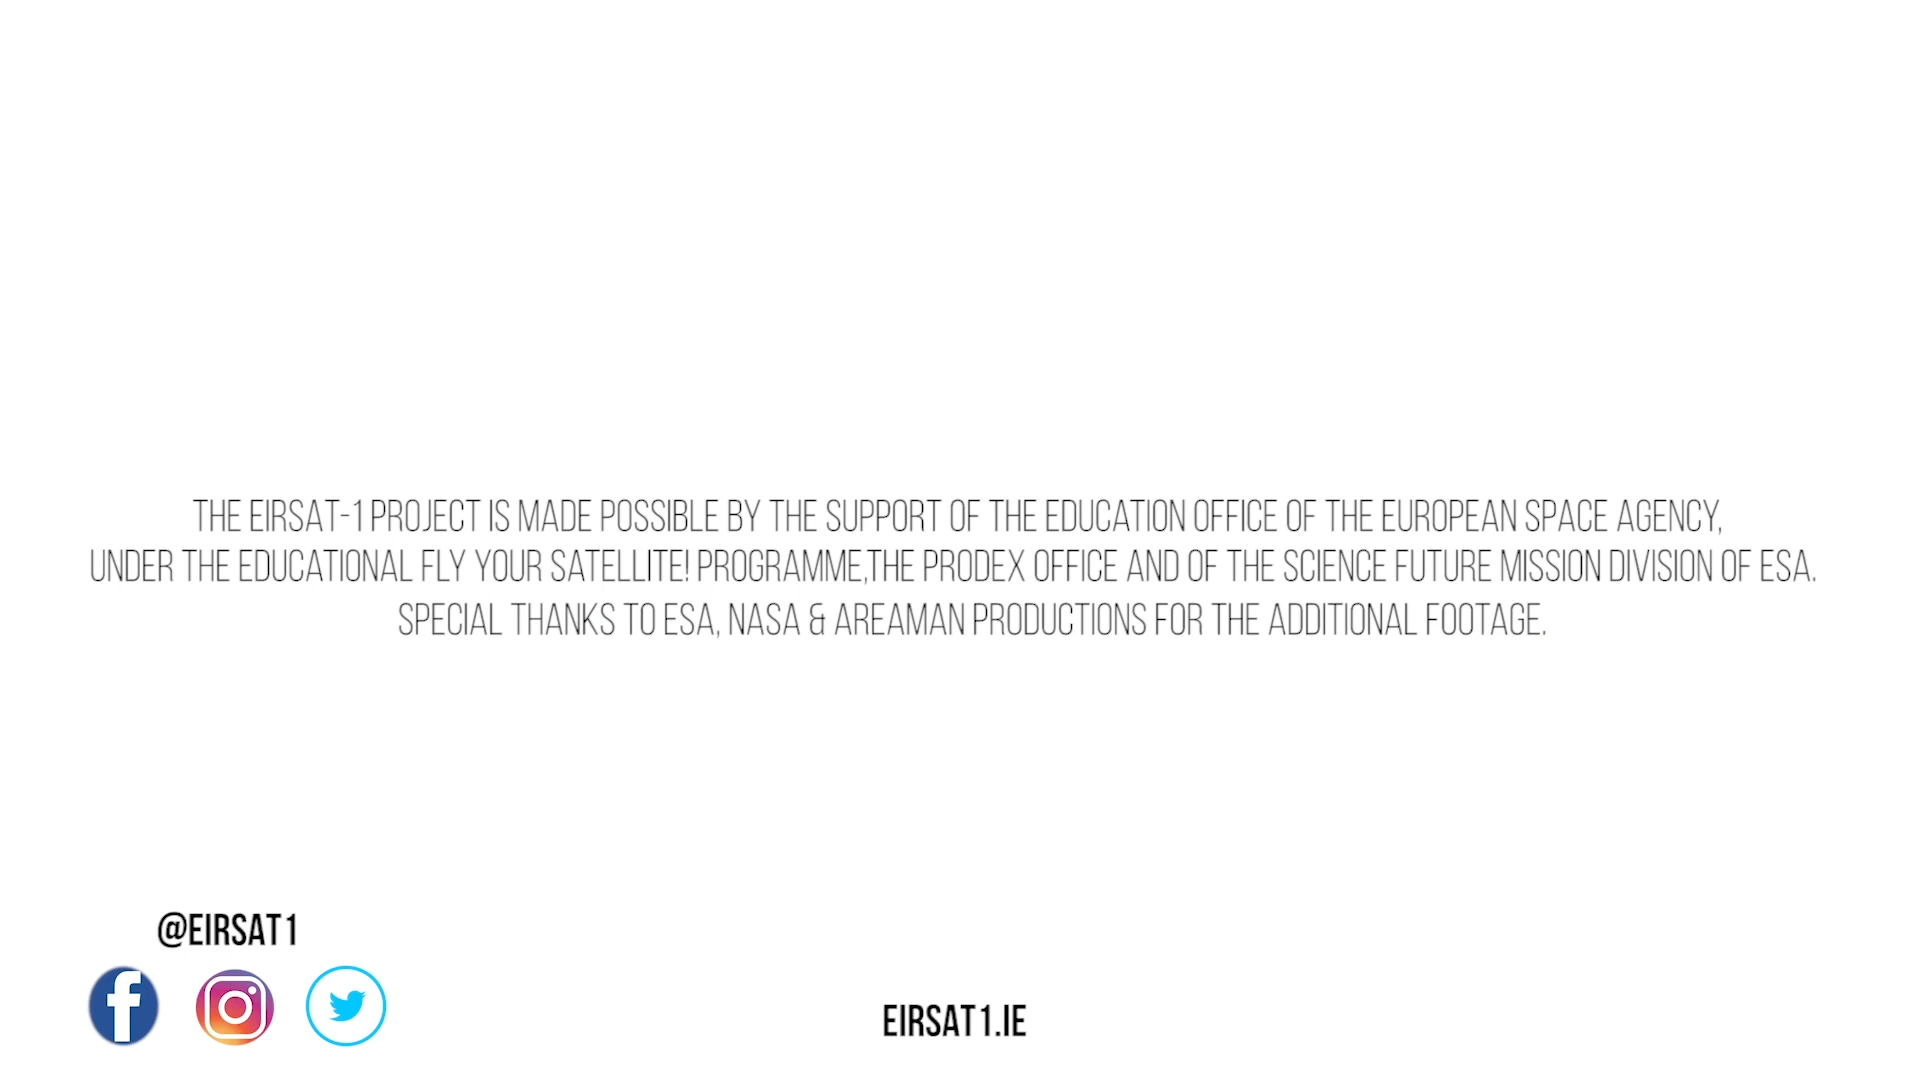 THE EIRSAT-1 PROJECT IS MADE POSSIBLE BY THE SUPPORT OF THE EDUCATION OFFICE OF THE EUROPEAN SPACE AGENCY,
UNDER THE EDUCATIONAL FLY YOUR SATELLITE! PROGRAMME,THE PRODEX OFFICE AND OF THE SCIENCE FUTURE MISSION DIVISION OF ESA.
SPECIAL THANKS TO ESA, NASA & AREAMAN PRODUCTIONS FOR THE ADDITIONAL FOOTAGE.
@EIRSAT1
EIRSAT1.IE